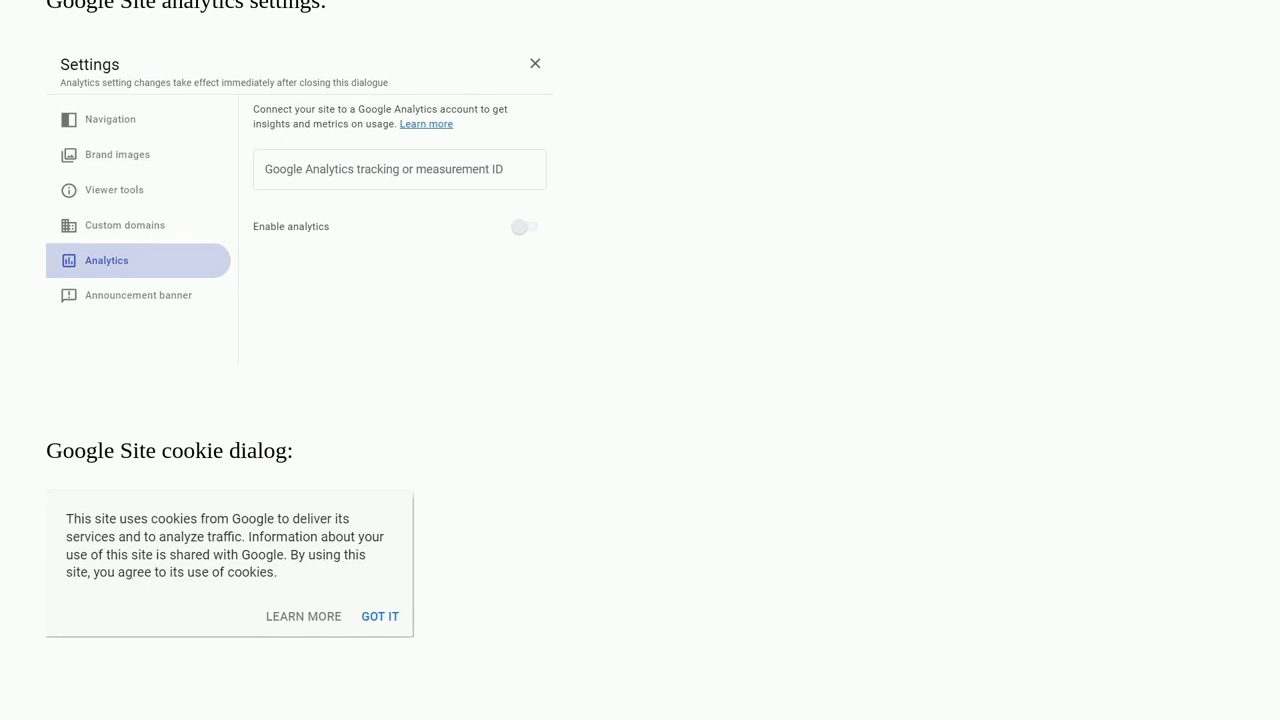 Google Site analytics settings:
Settings
Analytics setting changes take effect immediately after closing this dialogue
Navigation
Brand images
Viewer tools
Custom domains
Analytics
Announcement banner
Connect your site to a Google Analytics account to get
insights and metrics on usage. Learn more
Google Analytics tracking or measurement ID
Enable analytics
Google Site cookie dialog:
This site uses cookies from Google to deliver its
services and to analyze traffic. Information about your
use of this site is shared with Google. By using this
site, you agree to its use of cookies.
LEARN MORE GOT IT